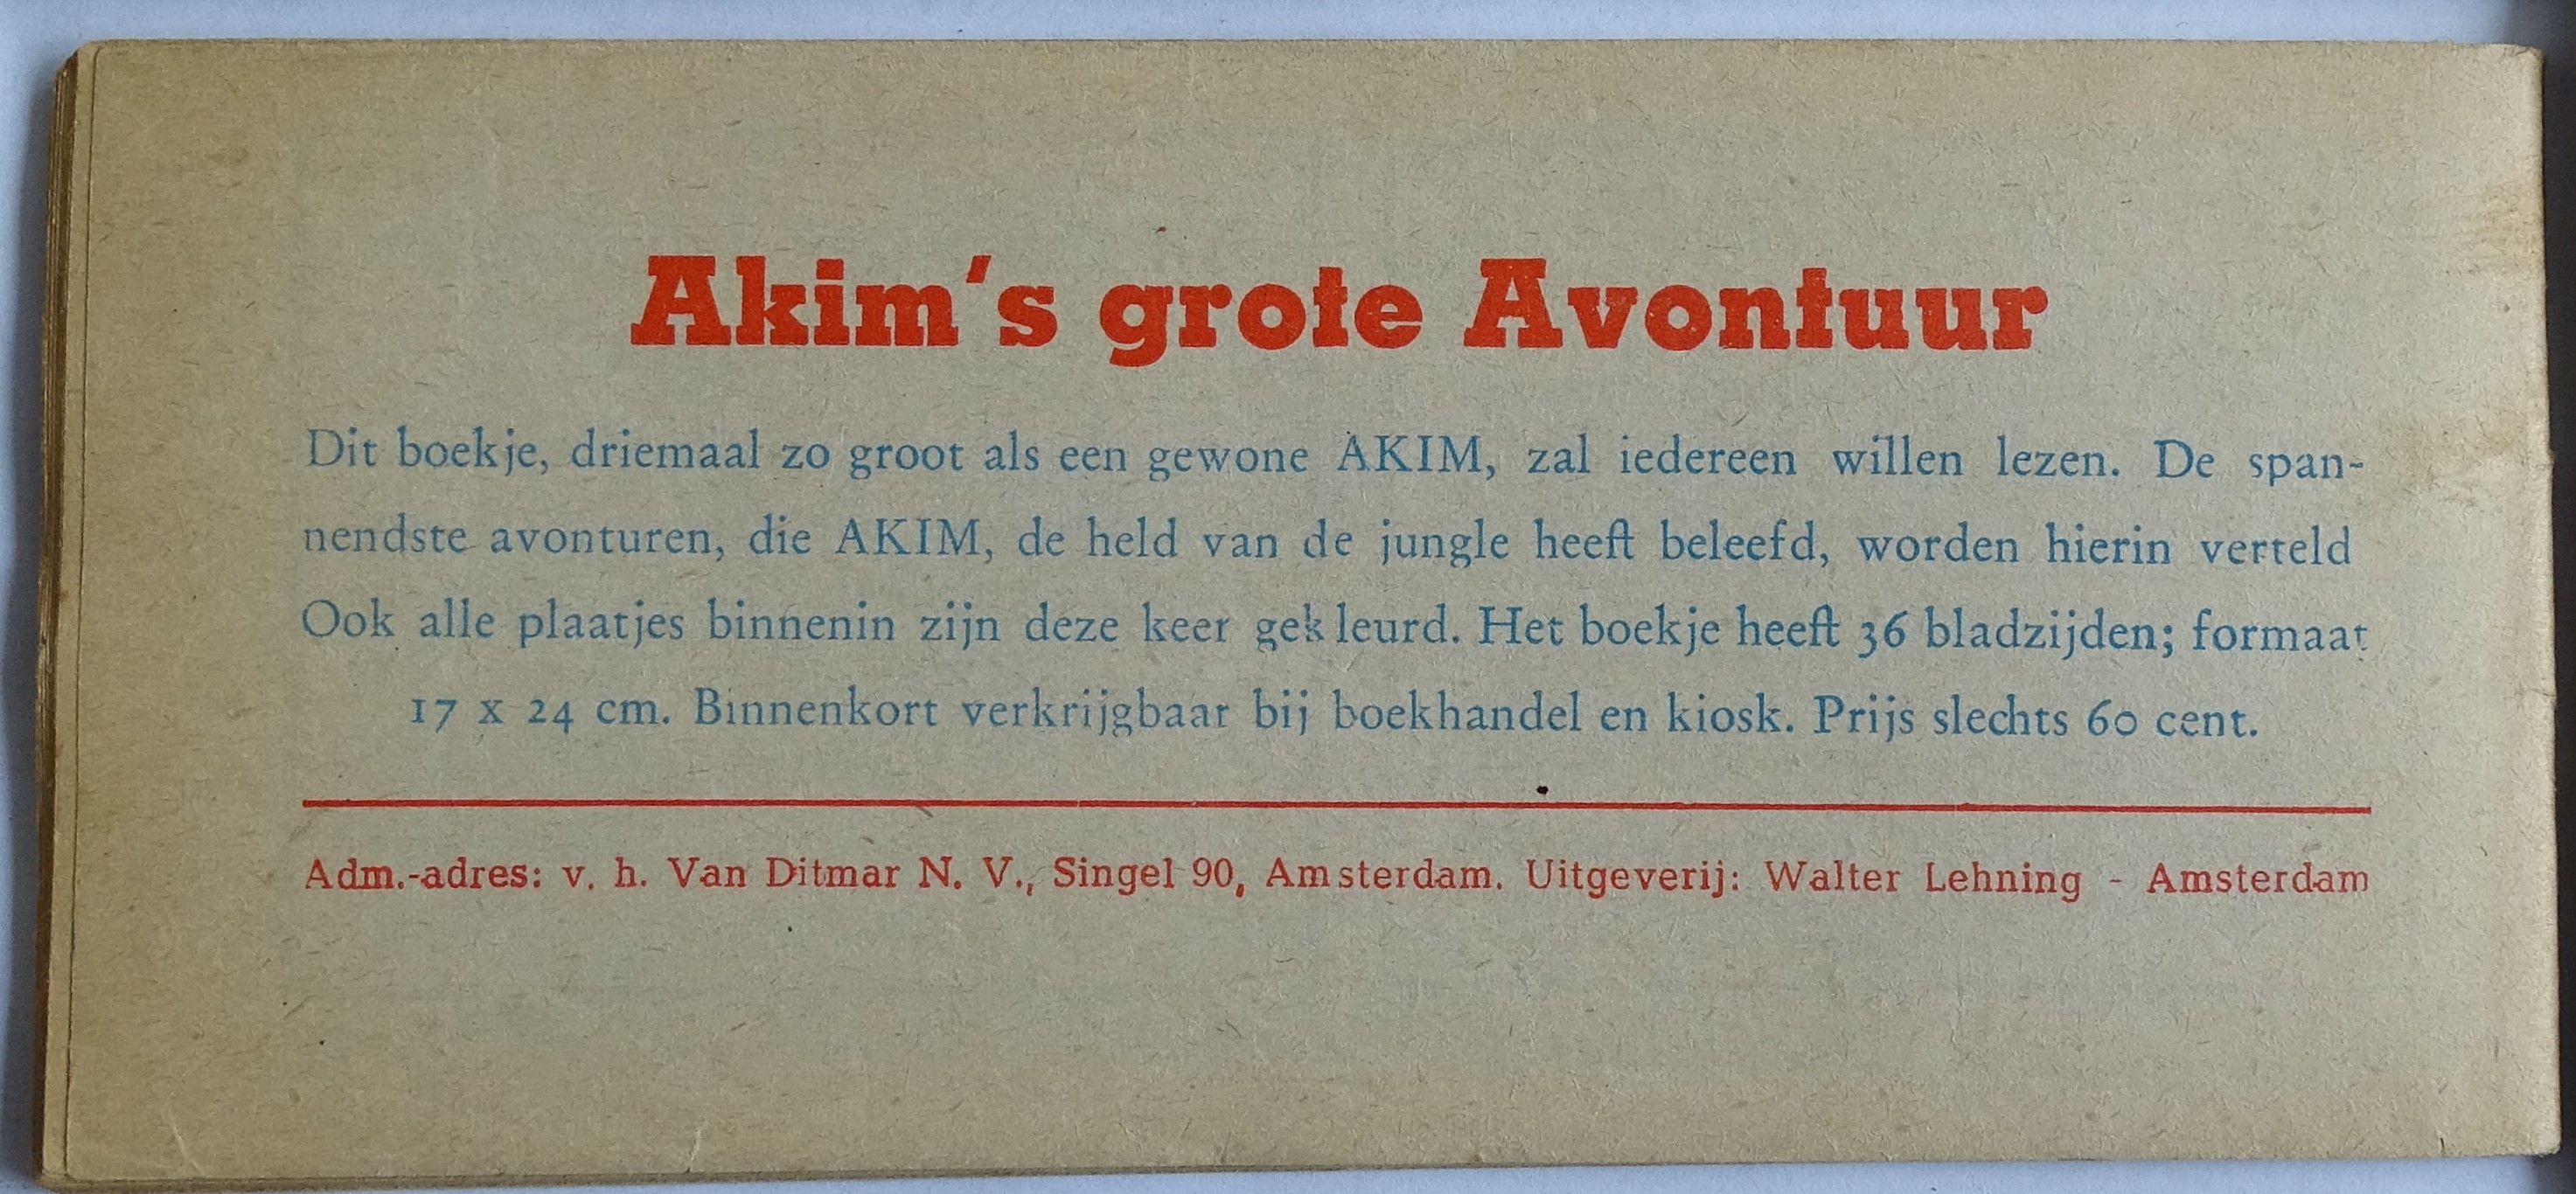 Akim's grote Avontuur
Dit boekje, driemaal zo groot als een gewone AKIM, zal iedereen willen lezen. De span-
nendste avonturen, die AKIM, de held van de jungle heeft beleefd, worden hierin verteld
Ook alle plaatjes binnenin zijn deze keer gekleurd. Het boekje heeft 36 bladzijden; formaat
17 x 24 cm. Binnenkort verkrijgbaar bij boekhandel en kiosk. Prijs slechts 60 cent.
Adm.-adres: v. h. Van Ditmar N. V., Singel 90, Amsterdam. Uitgeverij: Walter Lehning - Amsterdam